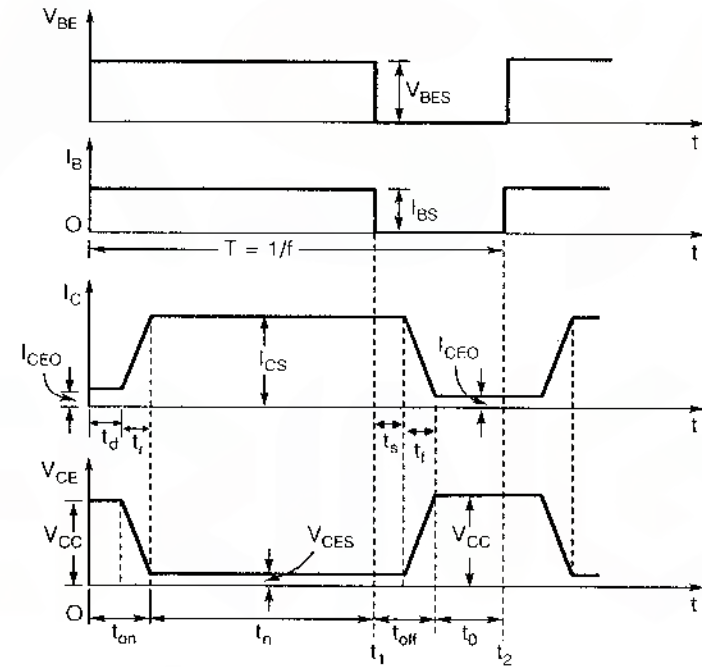 V_BE
V_BES
t
I_B
I_BS
O
t
T = 1/f
I_C
I_CEO
I_CS
I_CEO
t
t_d
t_r
t_s
t_f
V_CE
V_CC
V_CES
V_CC
t
O
t_on
t_n
t_1
t_off
t_0
t_2